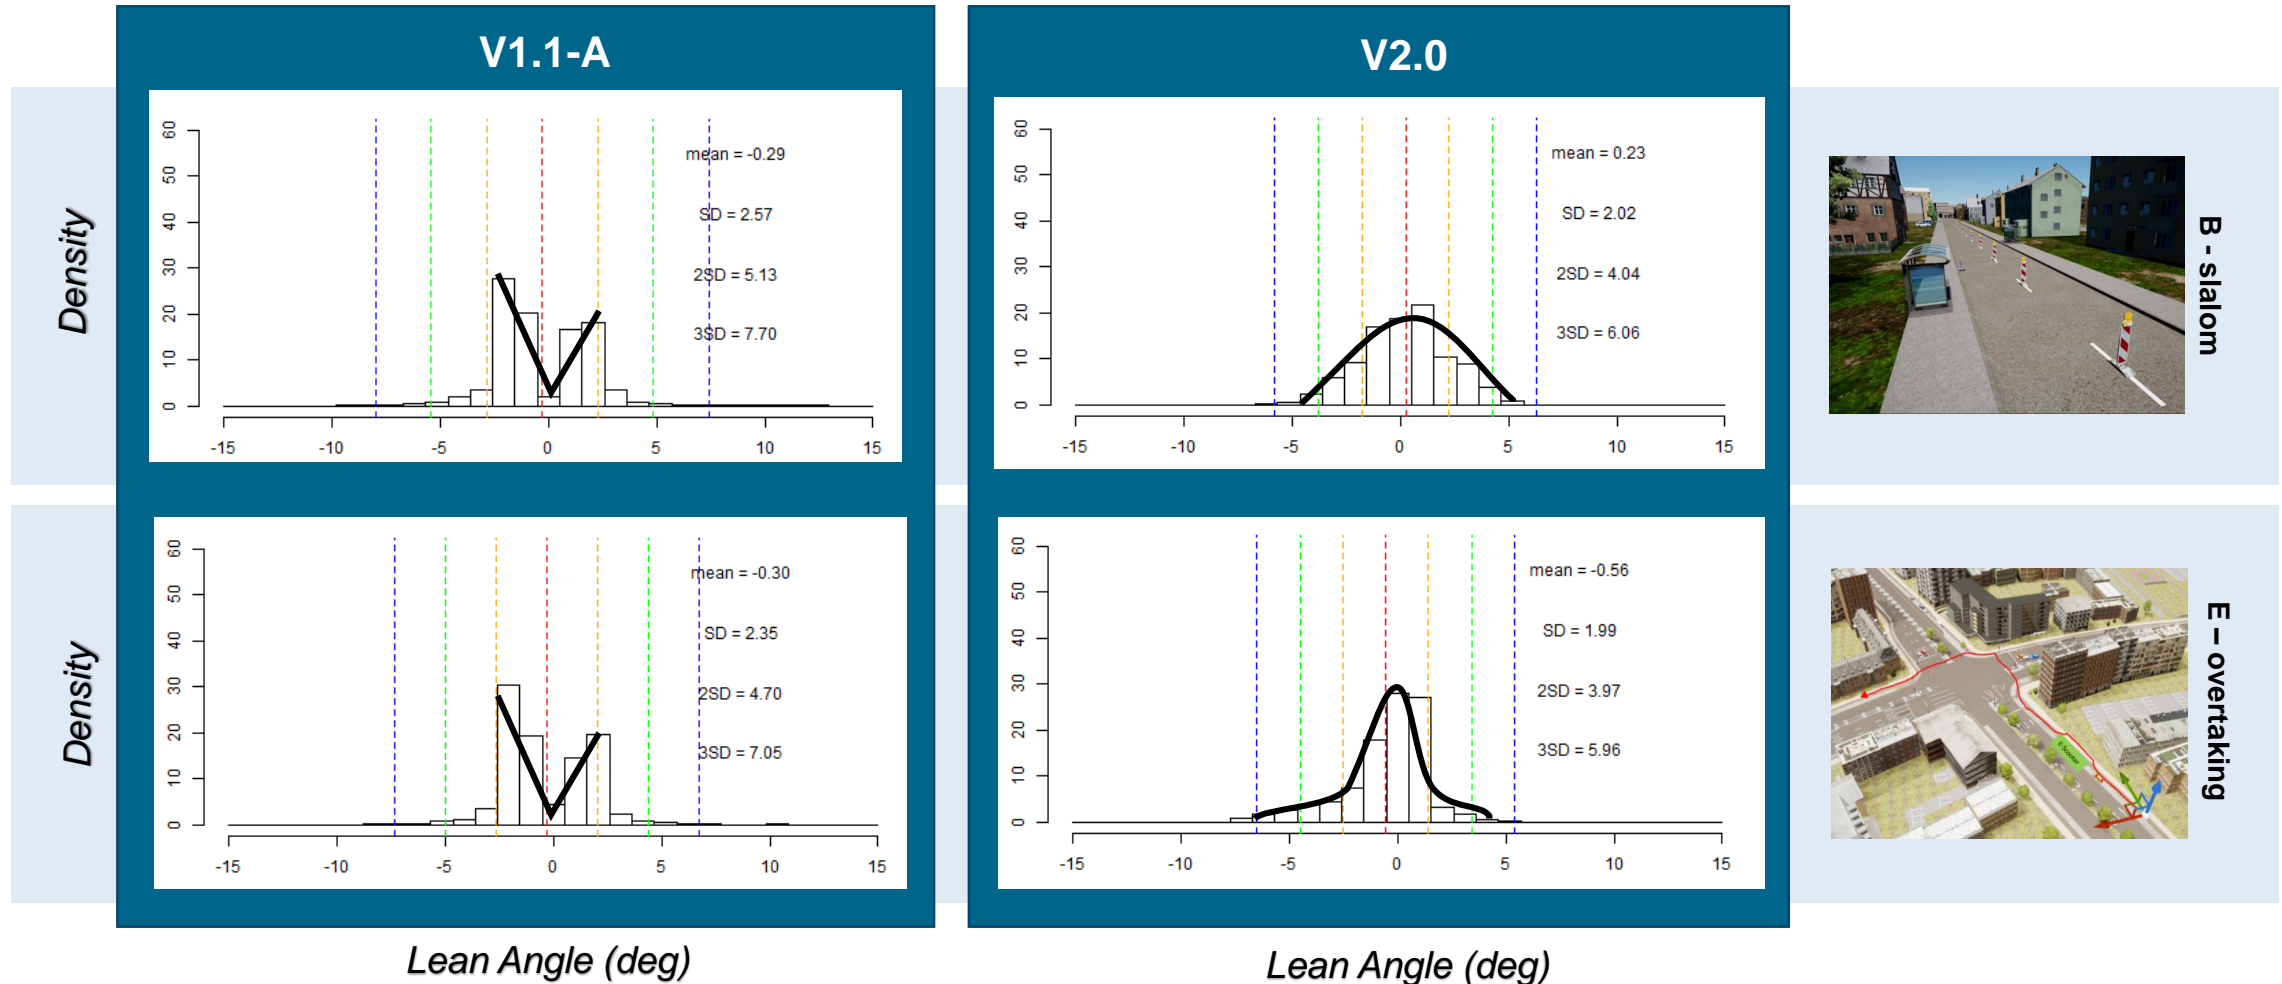 V1.1-A
V2.0
Density
60
50
40
30
20
10
0
mean = -0.29
SD = 2.57
2SD = 5.13
3SD = 7.70
-15 -10 -5 0 5 10 15
60
50
40
30
20
10
0
mean = 0.23
SD = 2.02
2SD = 4.04
3SD = 6.06
-15 -10 -5 0 5 10 15
B - slalom
Density
60
50
40
30
20
10
0
mean = -0.30
SD = 2.35
2SD = 4.70
3SD = 7.05
-15 -10 -5 0 5 10 15
60
50
40
30
20
10
0
mean = -0.56
SD = 1.99
2SD = 3.97
3SD = 5.96
-15 -10 -5 0 5 10 15
E-Scooter
E – overtaking
Lean Angle (deg)
Lean Angle (deg)